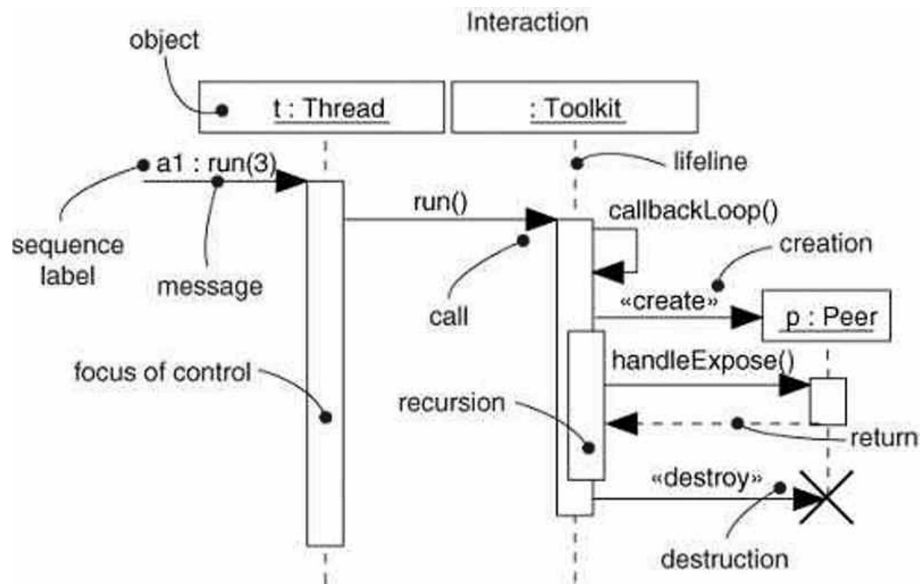 Interaction
object
t : Thread
: Toolkit
a1 : run(3)
lifeline
run()
callbackLoop()
sequence
label
message
call
creation
«create»
p : Peer
focus of control
handleExpose()
recursion
return
«destroy»
destruction